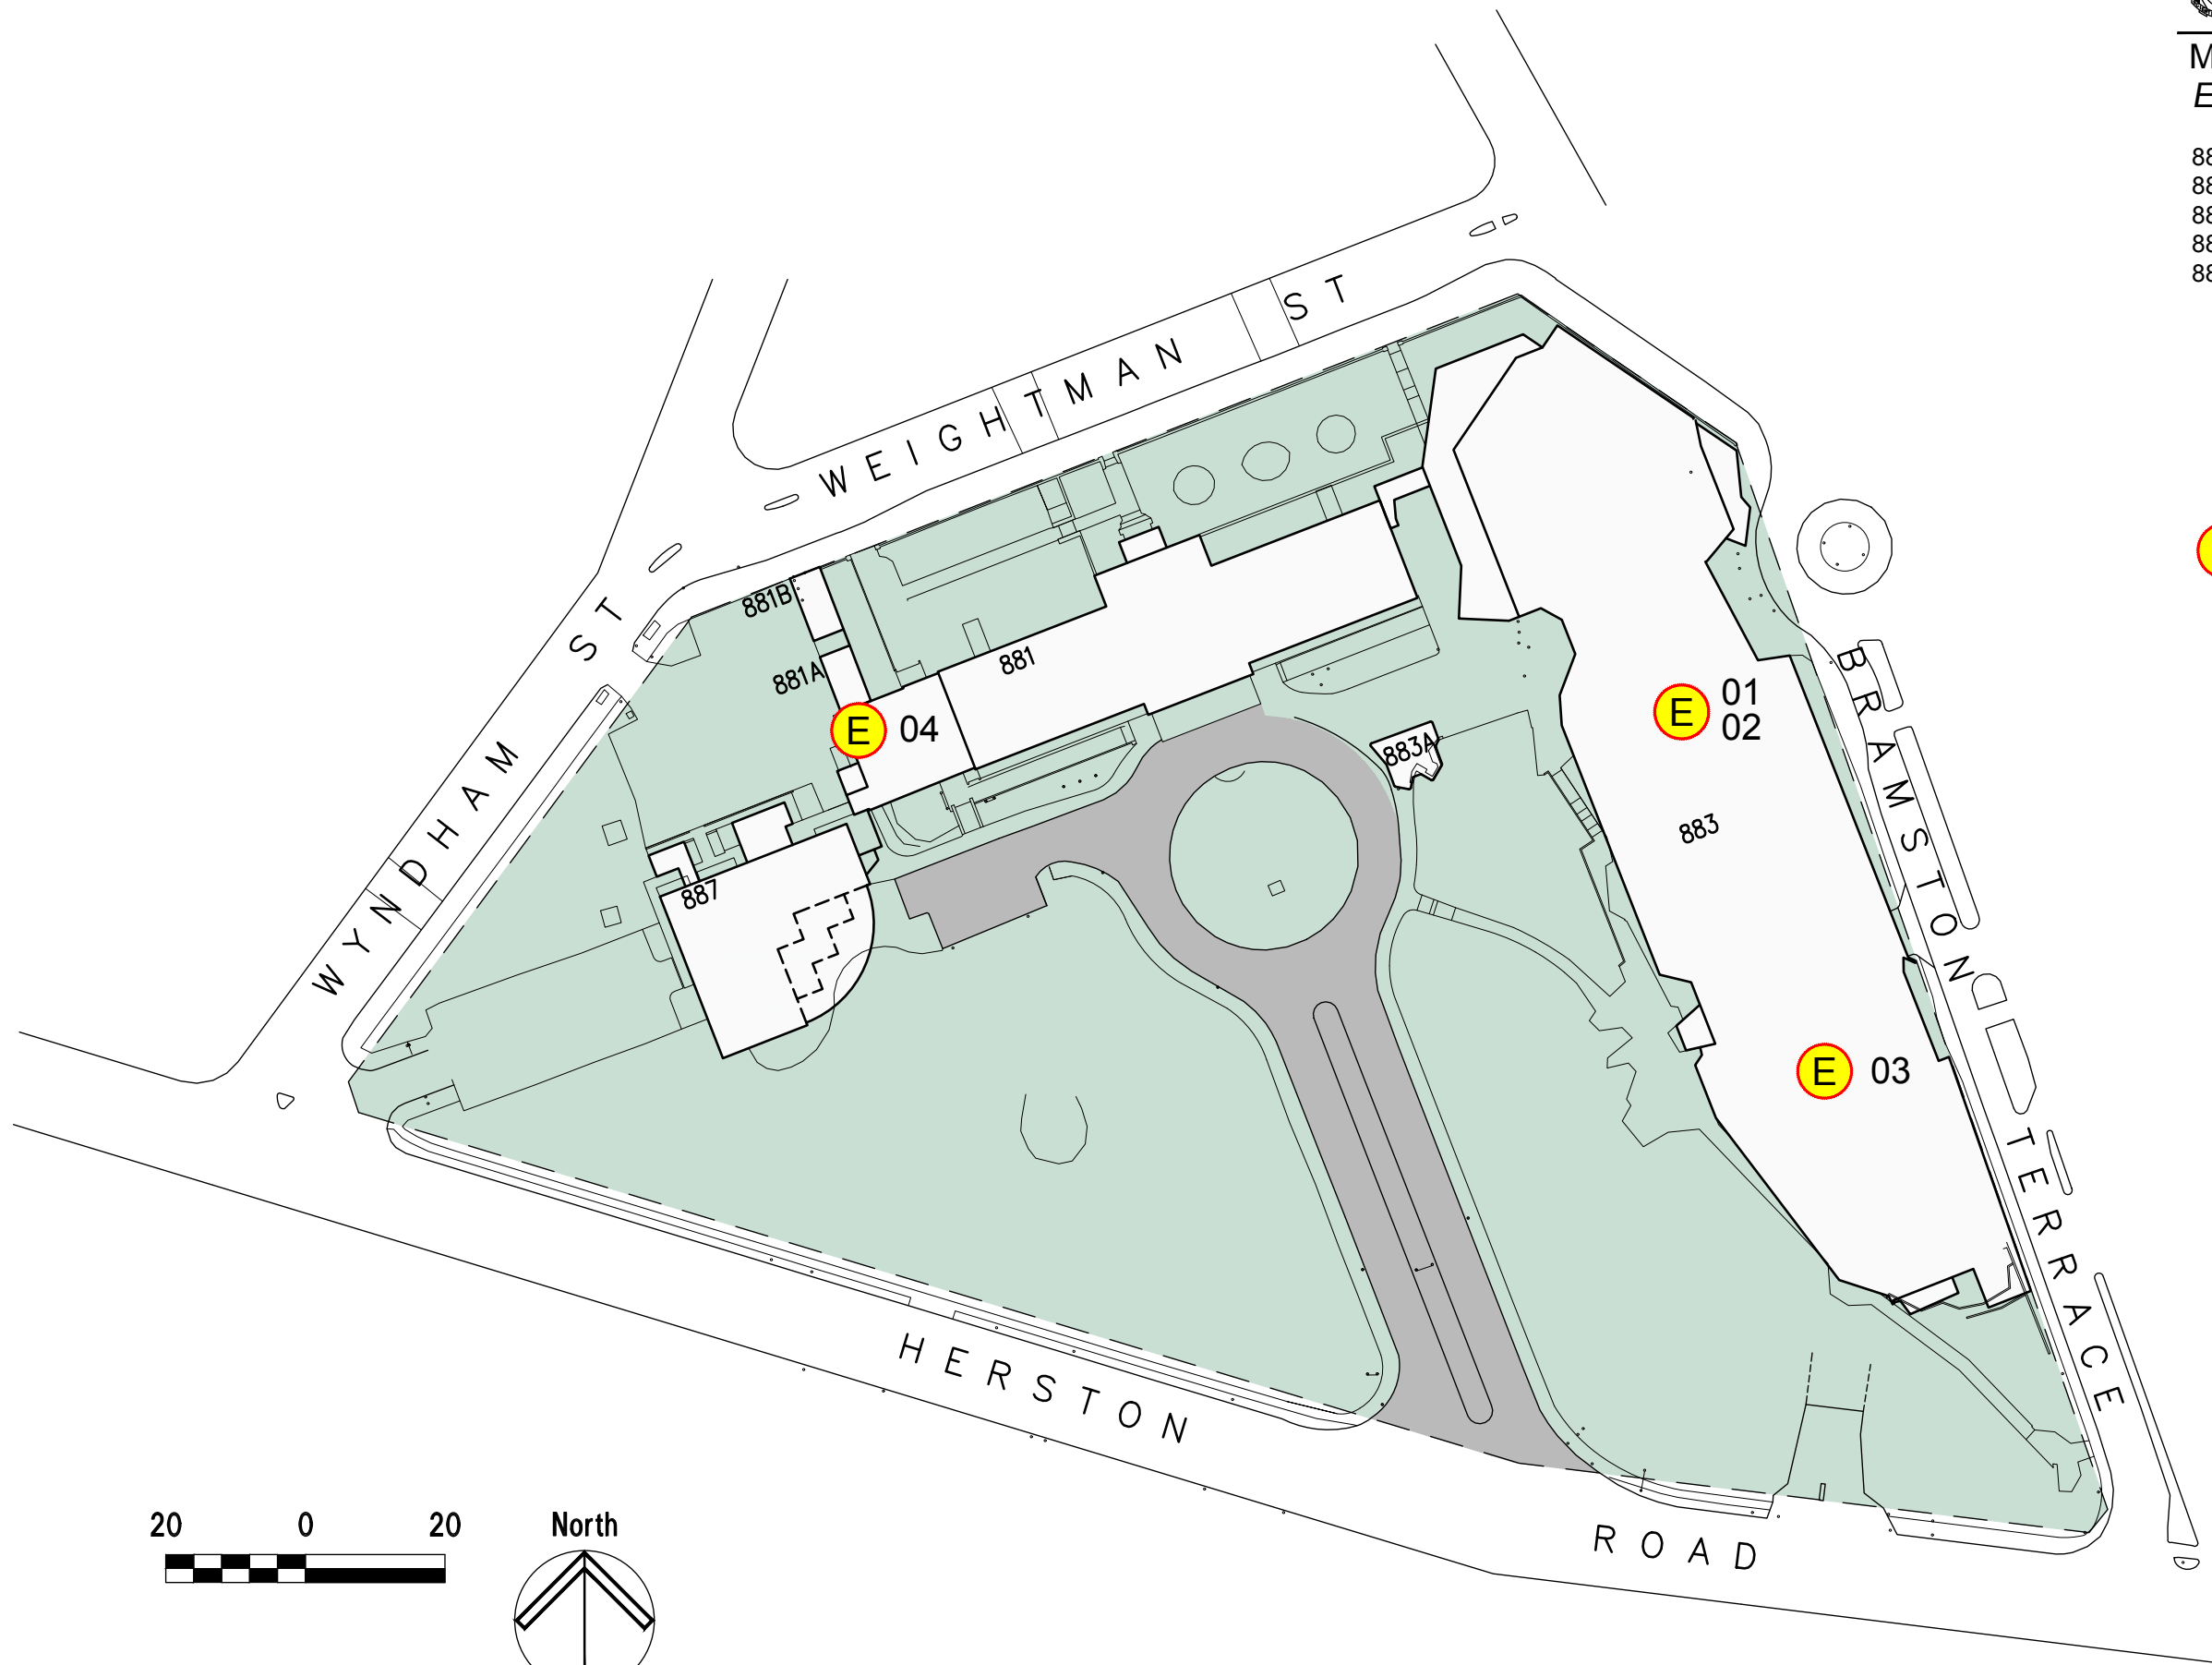 M
E
88
88
88
88
88
WEIGHTMAN ST
WYNDHAM ST
BRAMSTON TERRACE
HERSTON ROAD
881B
881A
881
E 04
883A
E 01
02
883
887
E 03
20 0 20
North